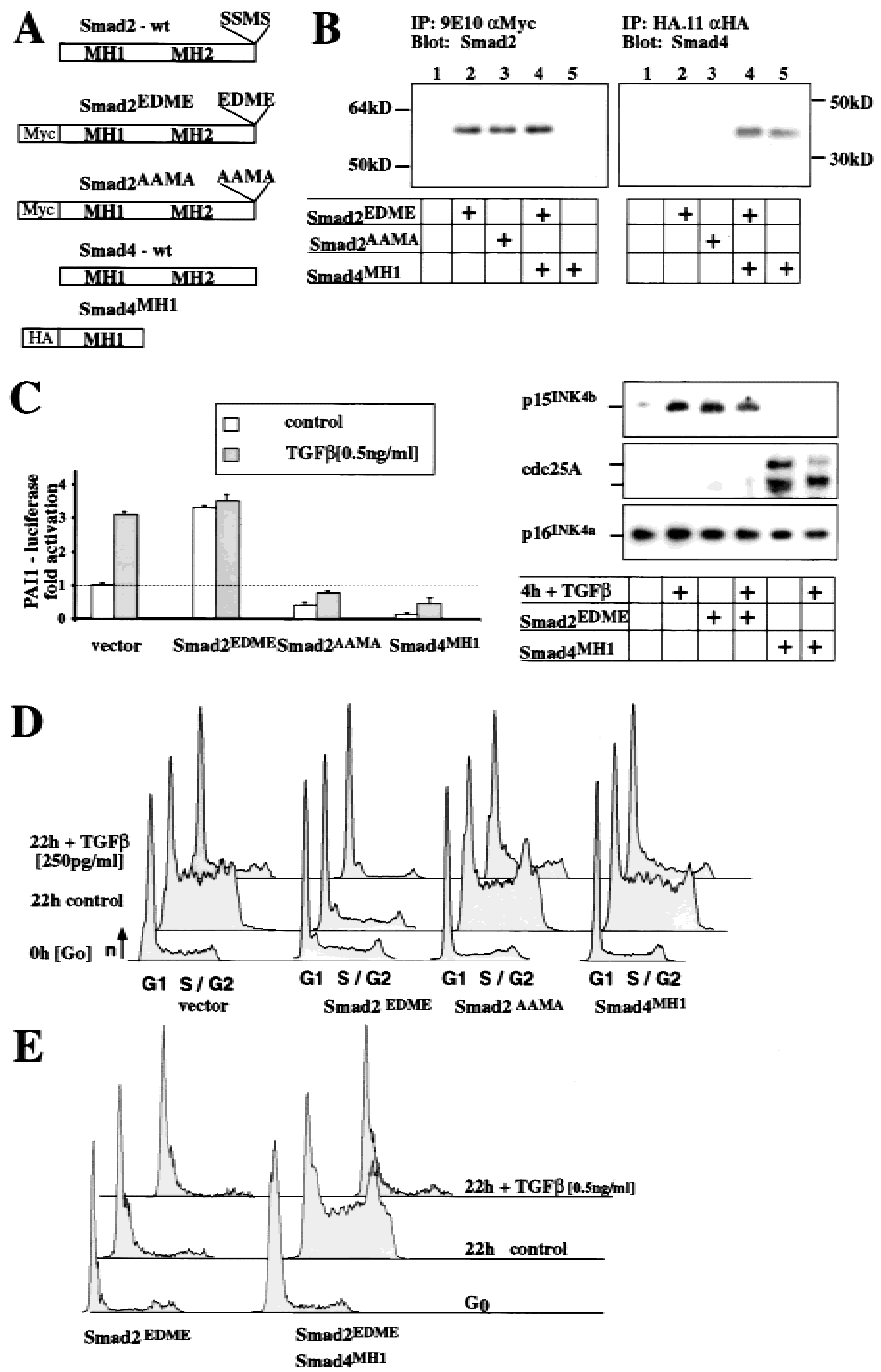 A
Smad2 - wt
SSMS
MH1 MH2
Smad2EDME
EDME
Myc MH1 MH2
Smad2AAMA
AAMA
Myc MH1 MH2
Smad4 - wt
MH1 MH2
Smad4MH1
HA MH1
B
IP: 9E10 αMyc
Blot: Smad2
1 2 3 4 5
64kD
50kD
Smad2EDME + +
Smad2AAMA +
Smad4MH1 + +
IP: HA.11 αHA
Blot: Smad4
1 2 3 4 5
50kD
30kD
+ +
+
+ +
C
control
TGFβ[0.5ng/ml]
PAI1 - luciferase
fold activation
4
3
1
0
vector Smad2EDME Smad2AAMA Smad4MH1
p15INK4b
cdc25A
p16INK4a
4h + TGFβ + + +
Smad2EDME + +
Smad4MH1 + +
D
22h + TGFβ
[250pg/ml]
22h control
0h [Go] n
G1 S / G2 G1 S / G2 G1 S / G2 G1 S / G2
vector Smad2 EDME Smad2 AAMA Smad4MH1
E
22h + TGFβ [0.5ng/ml]
22h control
G0
Smad2 EDME
Smad2EDME
Smad4MH1